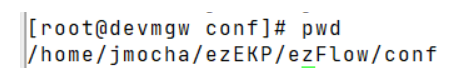 [root@devmgw conf]# pwd
/home/jmocha/ezEKP/ezFlow/conf